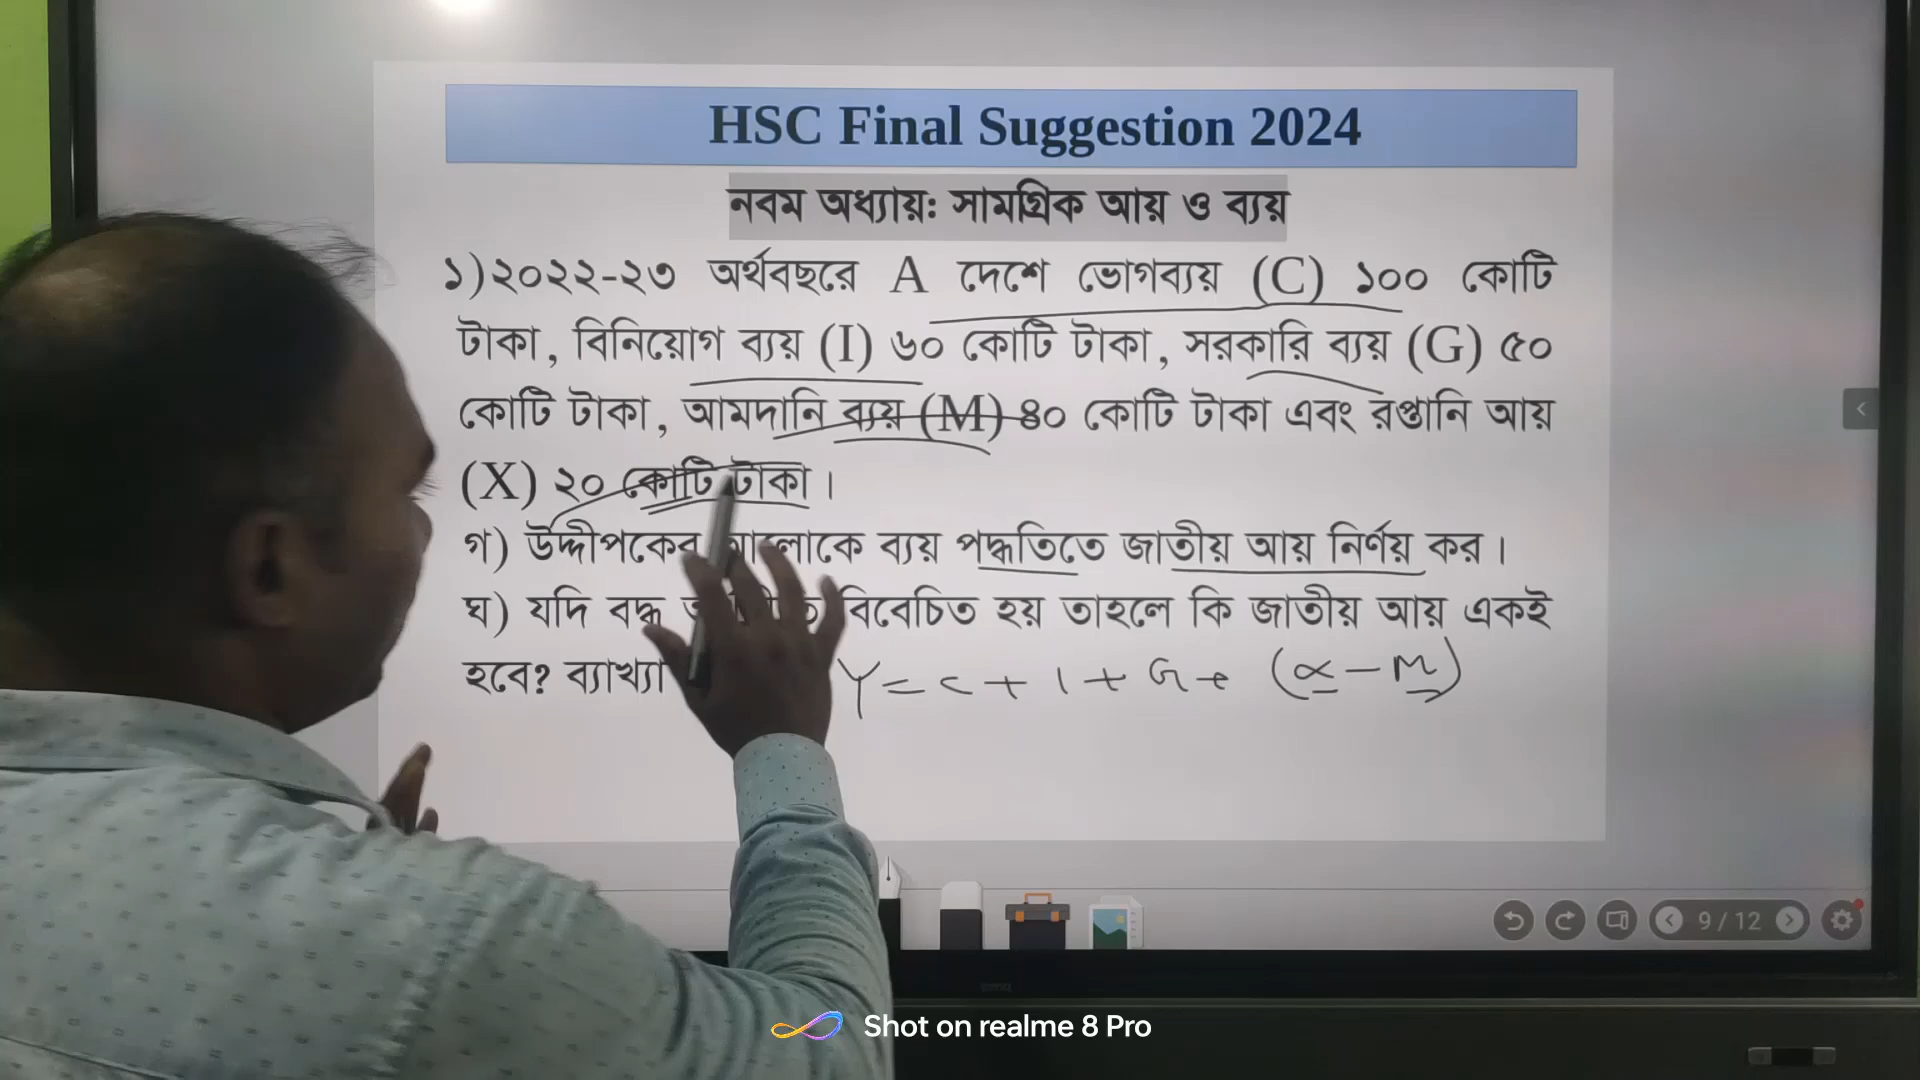 HSC Final Suggestion 2024
নবম অধ্যায়ঃ সামগ্রিক আয় ও ব্যয়
১)২০২২-২৩ অর্থবছরে A দেশে ভোগব্যয় (C) ১০০ কোটি
টাকা, বিনিয়োগ ব্যয় (I) ৬০ কোটি টাকা, সরকারি ব্যয় (G) ৫০
কোটি টাকা, আমদানি ব্যয় (M) ৪০ কোটি টাকা এবং রপ্তানি আয়
(X) ২০ কোটি টাকা।
গ) উদ্দীপকের আলোকে ব্যয় পদ্ধতিতে জাতীয় আয় নির্ণয় কর।
ঘ) যদি বদ্ধ বিবেচিত হয় তাহলে কি জাতীয় আয় একই
হবে? ব্যাখ্যা Y = C + I + G + (X - M)
9 / 12
Shot on realme 8 Pro